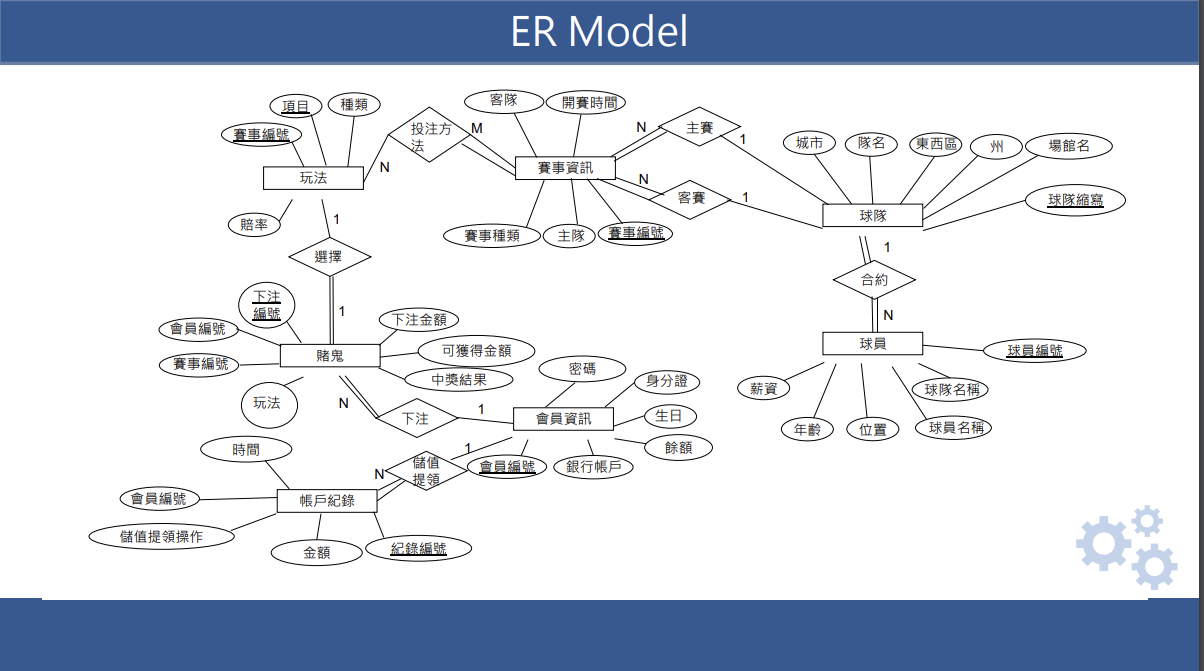 ER Model
項目
種類
賽事編號
玩法
賠率
投注方
法
N
M
客隊
開賽時間
賽事資訊
賽事種類
主隊
賽事編號
N
主賽
1
N
客賽
1
城市
隊名
東西區
州
場館名
球隊縮寫
球隊
1
選擇
1
1
合約
N
球員
球員編號
薪資
年齡
位置
球員名稱
球隊名稱
下注
編號
會員編號
賽事編號
玩法
賭鬼
下注金額
可獲得金額
中獎結果
N
下注
1
密碼
身分證
生日
餘額
會員資訊
會員編號
銀行帳戶
1
儲值
提領
N
時間
會員編號
儲值提領操作
帳戶紀錄
金額
紀錄編號